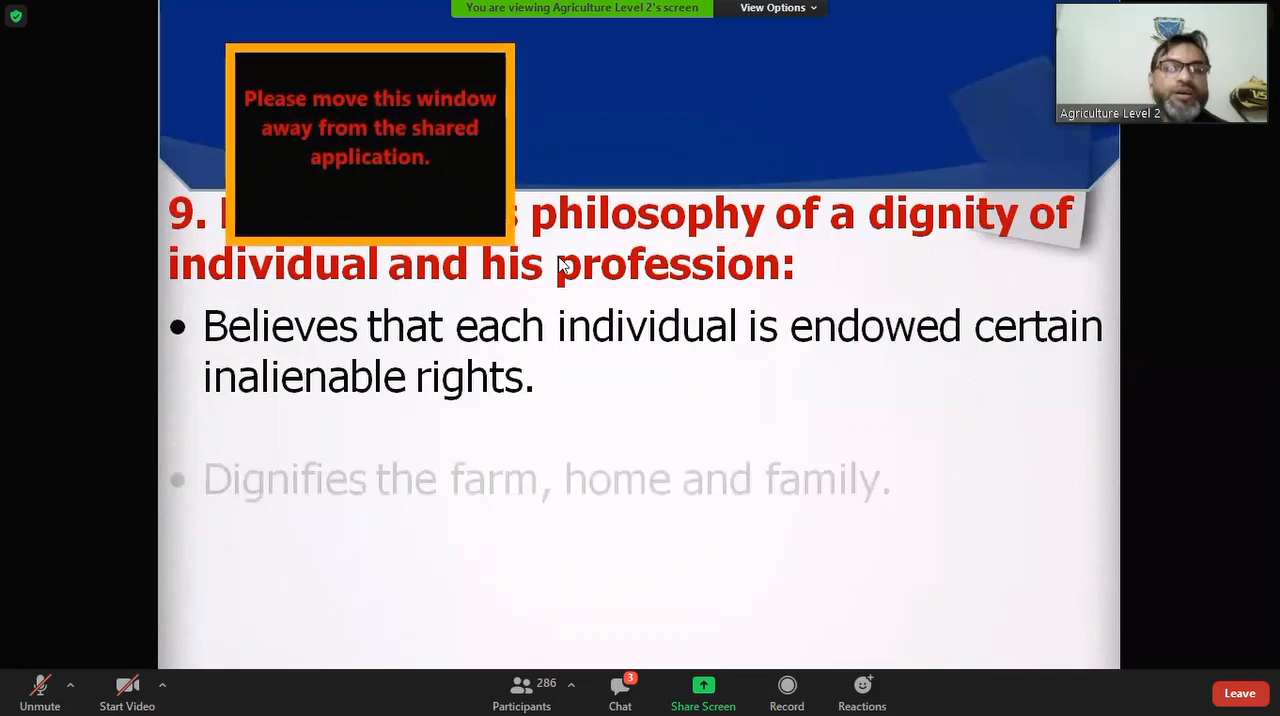 You are viewing Agriculture Level 2's screen
View Options
Please move this window
away from the shared
application.
Agriculture Level 2
9. philosophy of a dignity of
individual and his profession:
• Believes that each individual is endowed certain
inalienable rights.
• Dignifies the farm, home and family.
Unmute
Start Video
286
Participants
3
Chat
Share Screen
Record
Reactions
Leave